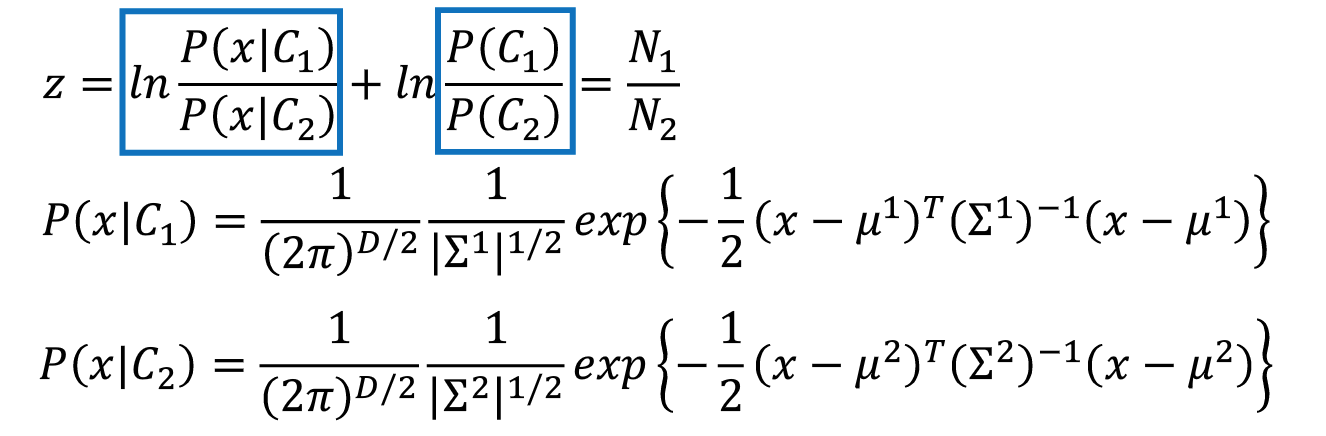 z = ln P(x|C₁)/P(x|C₂) + ln P(C₁)/P(C₂) = N₁/N₂
P(x|C₁) = 1/(2π)^{D/2} 1/|Σ¹|^{1/2} exp{−1/2 (x − μ¹)ᵀ(Σ¹)⁻¹(x − μ¹)}
P(x|C₂) = 1/(2π)^{D/2} 1/|Σ²|^{1/2} exp{−1/2 (x − μ²)ᵀ(Σ²)⁻¹(x − μ²)}